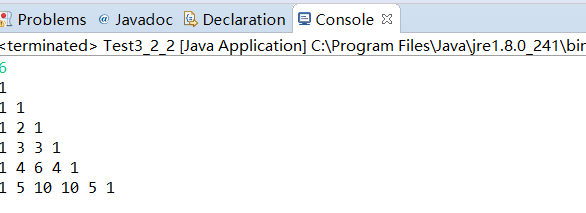 Problems @ Javadoc Declaration Console
<terminated> Test3_2_2 [Java Application] C:\Program Files\Java\jre1.8.0_241\bin
6
1
1 1
1 2 1
1 3 3 1
1 4 6 4 1
1 5 10 10 5 1